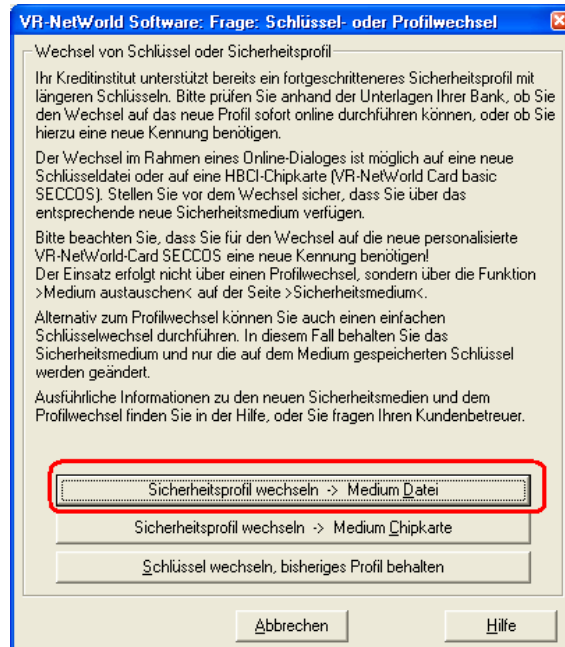 VR-NetWorld Software: Frage: Schlüssel- oder Profilwechsel
Wechsel von Schlüssel oder Sicherheitsprofil
Ihr Kreditinstitut unterstützt bereits ein fortgeschritteneres Sicherheitsprofil mit
längeren Schlüsseln. Bitte prüfen Sie anhand der Unterlagen Ihrer Bank, ob Sie
den Wechsel auf das neue Profil sofort online durchführen können, oder ob Sie
hierzu eine neue Kennung benötigen.
Der Wechsel im Rahmen eines Online-Dialoges ist möglich auf eine neue
Schlüsseldatei oder auf eine HBCI-Chipkarte (VR-NetWorld Card basic
SECCOS). Stellen Sie vor dem Wechsel sicher, dass Sie über das
entsprechende neue Sicherheitsmedium verfügen.
Bitte beachten Sie, dass Sie für den Wechsel auf die neue personalisierte
VR-NetWorld-Card SECCOS eine neue Kennung benötigen!
Der Einsatz erfolgt nicht über einen Profilwechsel, sondern über die Funktion
>Medium austauschen< auf der Seite >Sicherheitsmedium<.
Alternativ zum Profilwechsel können Sie auch einen einfachen
Schlüsselwechsel durchführen. In diesem Fall behalten Sie das
Sicherheitsmedium und nur die auf dem Medium gespeicherten Schlüssel
werden geändert.
Ausführliche Informationen zu den neuen Sicherheitsmedien und dem
Profilwechsel finden Sie in der Hilfe, oder Sie fragen Ihren Kundenbetreuer.
Sicherheitsprofil wechseln -> Medium Datei
Sicherheitsprofil wechseln -> Medium Chipkarte
Schlüssel wechseln, bisheriges Profil behalten
Abbrechen
Hilfe